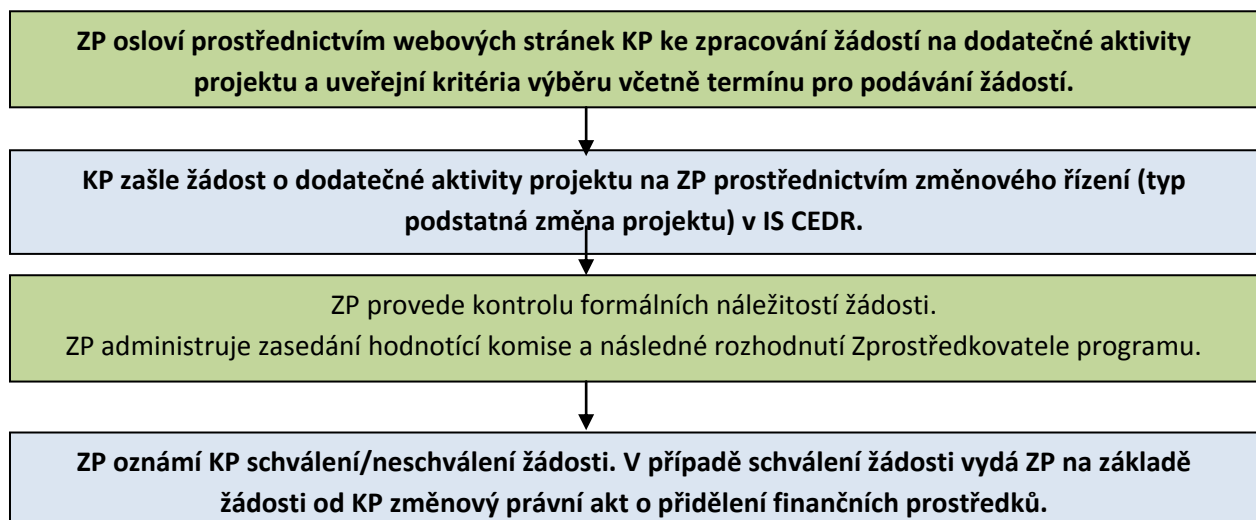 ZP osloví prostřednictvím webových stránek KP ke zpracování žádostí na dodatečné aktivity
projektu a uveřejní kritéria výběru včetně termínu pro podávání žádostí.
KP zašle žádost o dodatečné aktivity projektu na ZP prostřednictvím změnového řízení (typ
podstatná změna projektu) v IS CEDR.
ZP provede kontrolu formálních náležitostí žádosti.
ZP administruje zasedání hodnotící komise a následné rozhodnutí Zprostředkovatele programu.
ZP oznámí KP schválení/neschválení žádosti. V případě schválení žádosti vydá ZP na základě
žádosti od KP změnový právní akt o přidělení finančních prostředků.